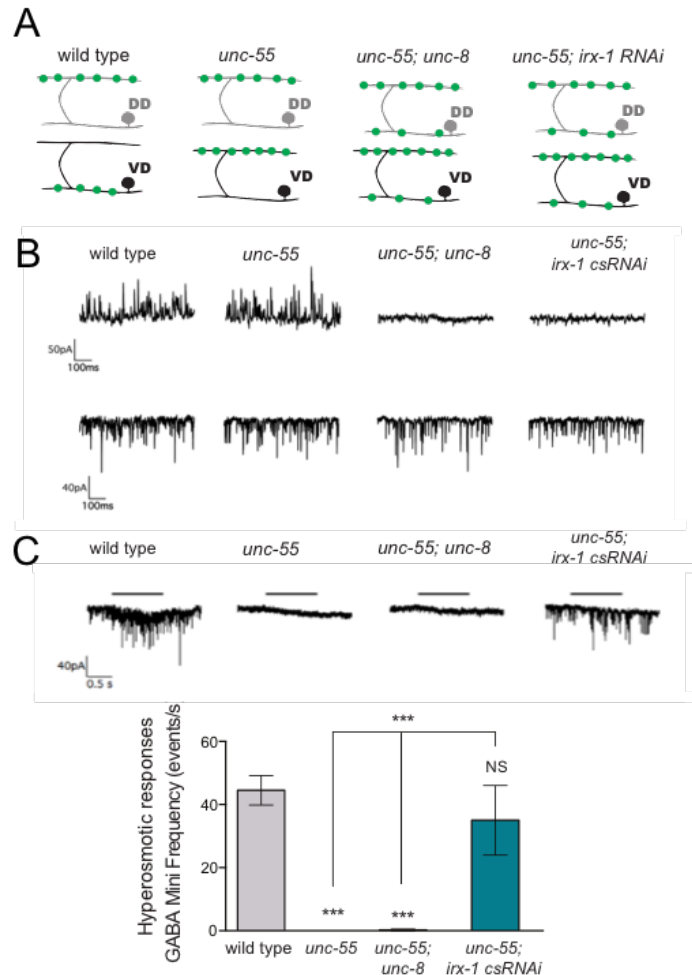 A
wild type unc-55 unc-55; unc-8 unc-55; irx-1 RNAi
DD DD DD DD
VD VD VD VD
B
wild type unc-55 unc-55; unc-8 unc-55;
irx-1 csRNAi
50pA
100ms
40pA
100ms
C
wild type unc-55 unc-55; unc-8 unc-55;
irx-1 csRNAi
40pA
0.5 s
Hyperosmotic responses
GABA Mini Frequency (events/s)
60
40
20
0
***
NS
*** ***
wild type unc-55 unc-55; unc-55;
unc-8 irx-1 csRNAi